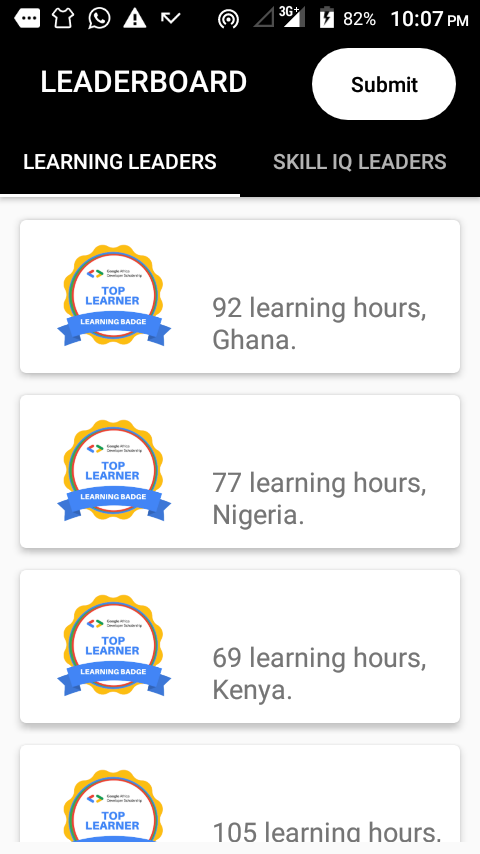 3G+
82%
10:07 PM
LEADERBOARD
Submit
LEARNING LEADERS
SKILL IQ LEADERS
Google Africa
Developer Scholarship
TOP
LEARNER
LEARNING BADGE
92 learning hours,
Ghana.
Google Africa
Developer Scholarship
TOP
LEARNER
LEARNING BADGE
77 learning hours,
Nigeria.
Google Africa
Developer Scholarship
TOP
LEARNER
LEARNING BADGE
69 learning hours,
Kenya.
Google Africa
Developer Scholarship
TOP
LEARNER
105 learning hours,